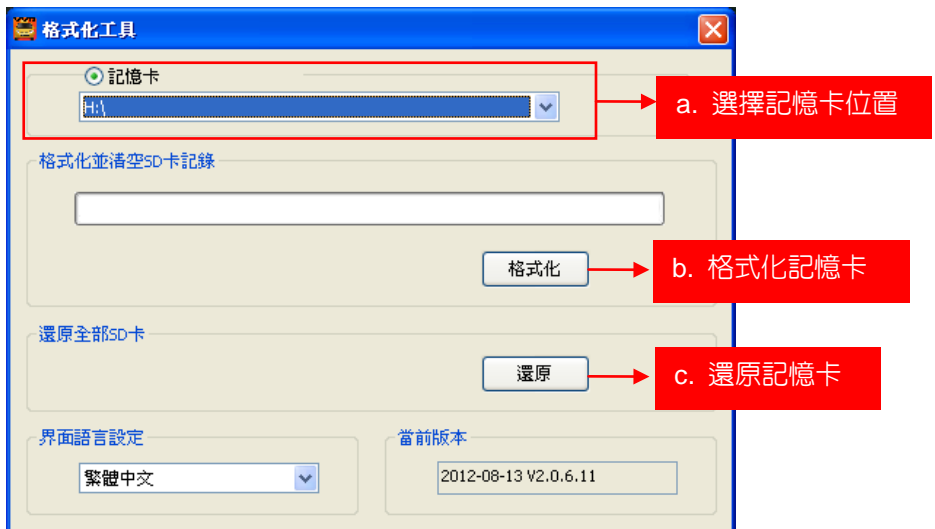 格式化工具
記憶卡
H:\
a. 選擇記憶卡位置
格式化並清空SD卡記錄
格式化
b. 格式化記憶卡
還原全部SD卡
還原
c. 還原記憶卡
界面語言設定
當前版本
繁體中文
2012-08-13 V2.0.6.11